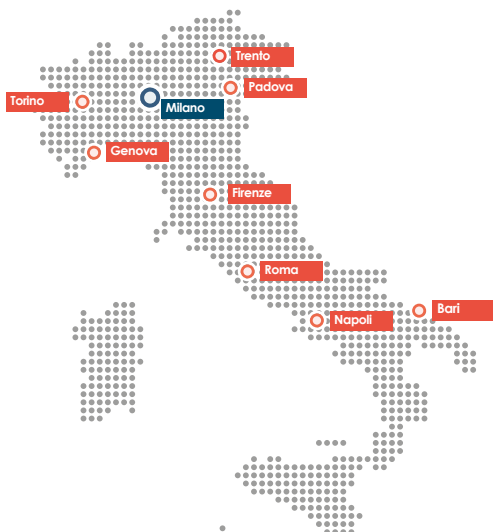 Trento
Padova
Torino
Milano
Genova
Firenze
Roma
Bari
Napoli